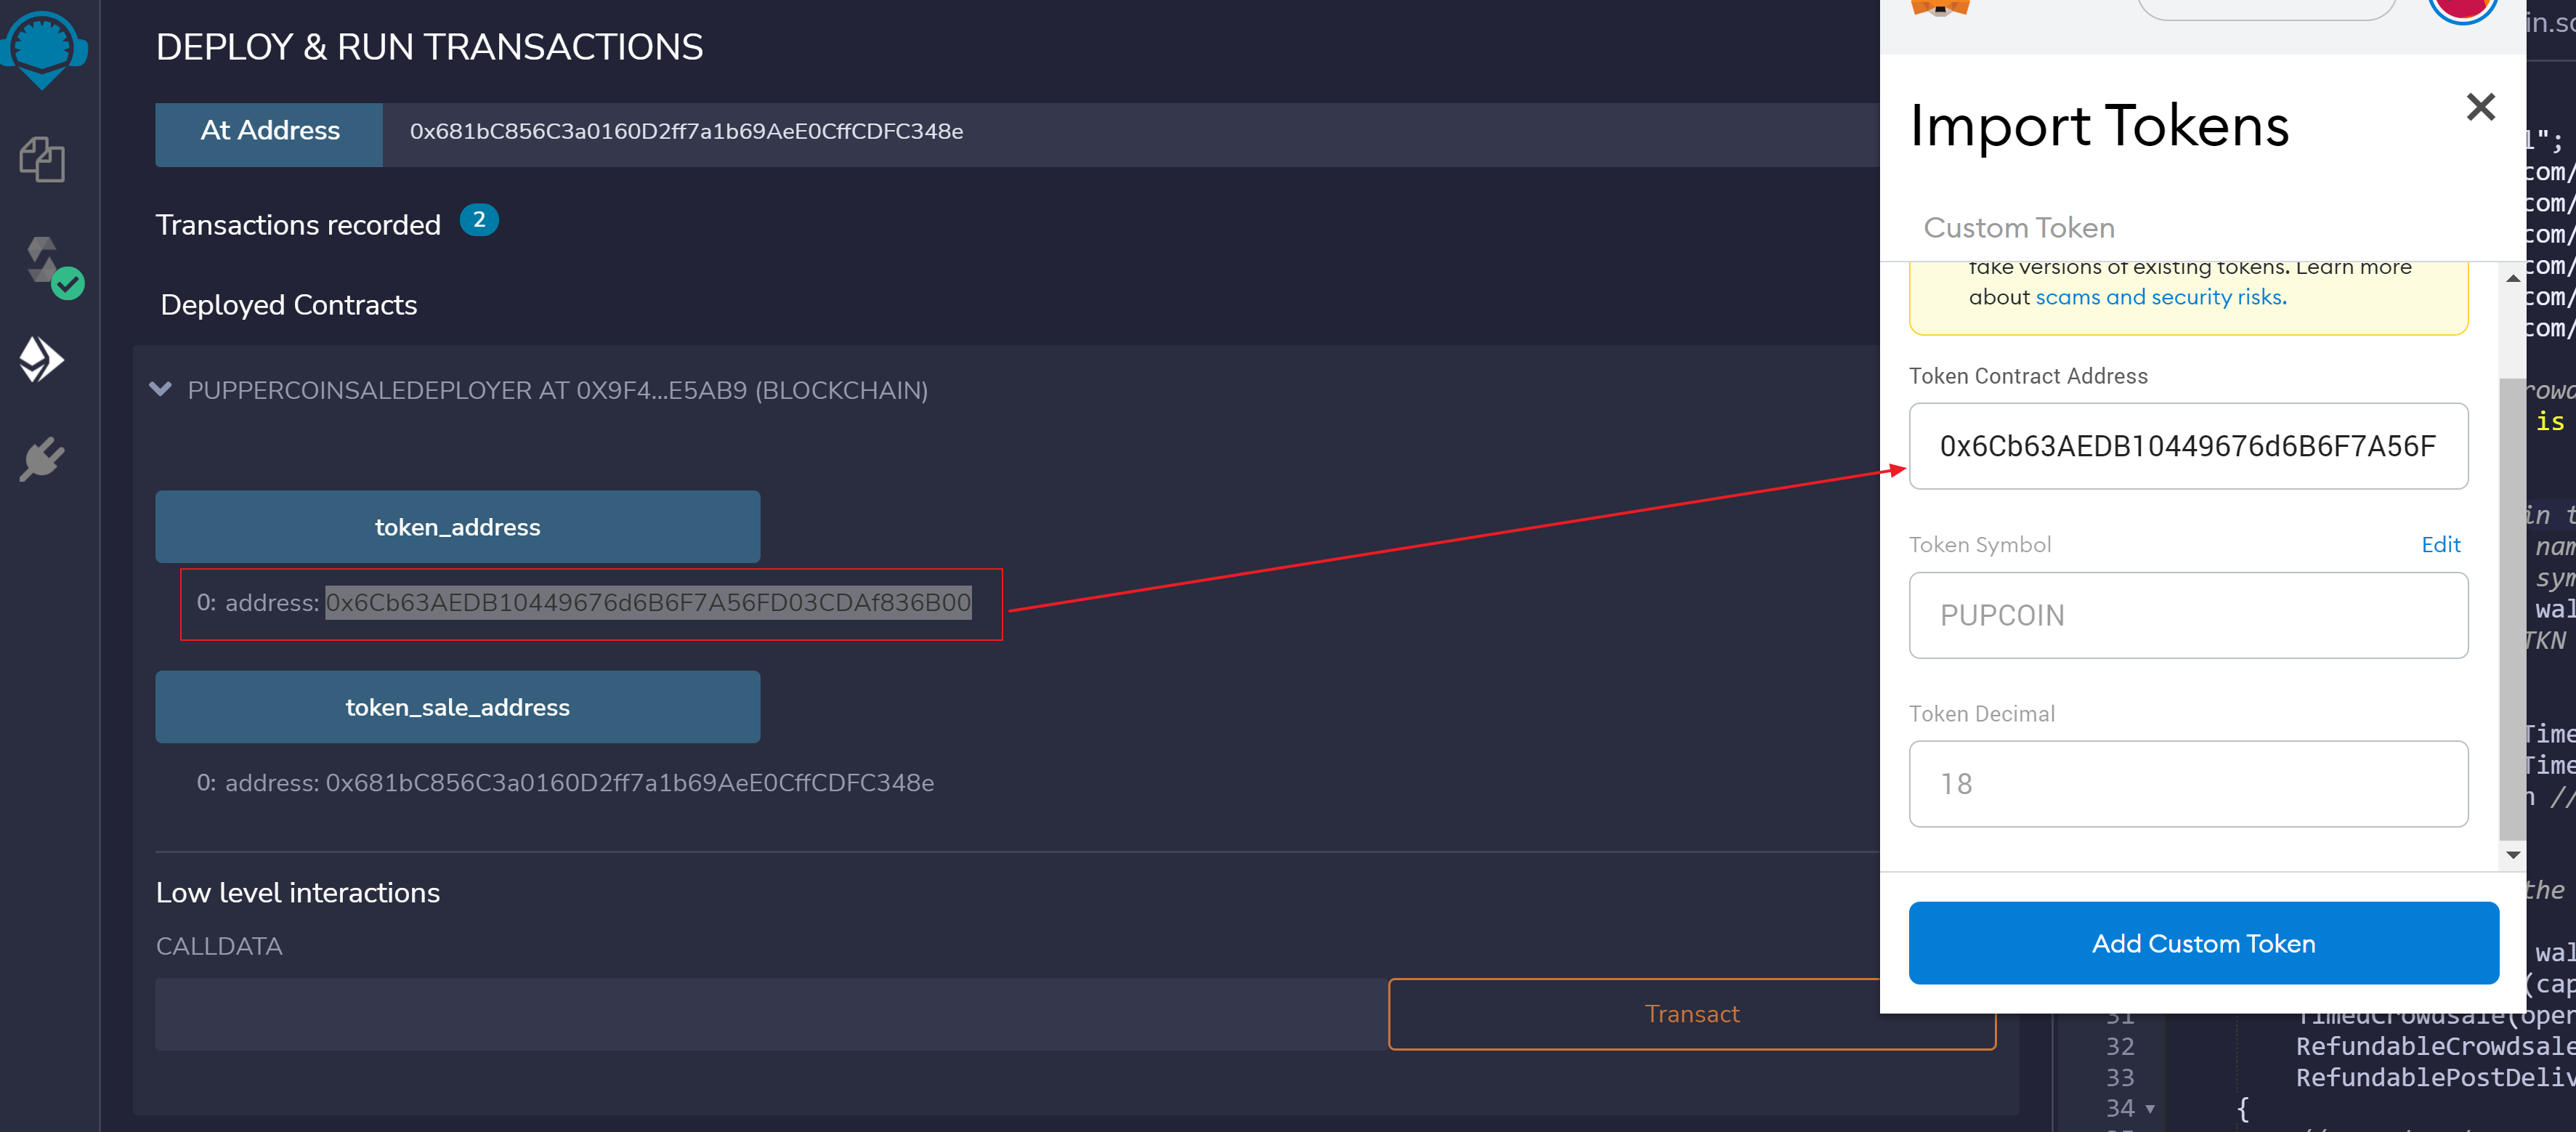 DEPLOY & RUN TRANSACTIONS
At Address
0x681bC856C3a0160D2ff7a1b69AeE0CffCDFC348e
Transactions recorded 2
Deployed Contracts
PUPPERCOINSALEDEPLOYER AT 0X9F4...E5AB9 (BLOCKCHAIN)
token_address
0: address: 0x6Cb63AEDB10449676d6B6F7A56FD03CDAf836B00
token_sale_address
0: address: 0x681bC856C3a0160D2ff7a1b69AeE0CffCDFC348e
Low level interactions
CALLDATA
Transact
Import Tokens
Custom Token
fake versions of existing tokens. Learn more
about scams and security risks.
Token Contract Address
0x6Cb63AEDB10449676d6B6F7A56F
Token Symbol
Edit
PUPCOIN
Token Decimal
18
Add Custom Token
in.so
l";
com/
com/
com/
com/
com/
com/
is
in t
nam
sym
wal
TKN
Time
Time
//
the
wal
(cap
31 TimedCrowdsale(open
32 RefundableCrowdsale
33 RefundablePostDeliv
34 {